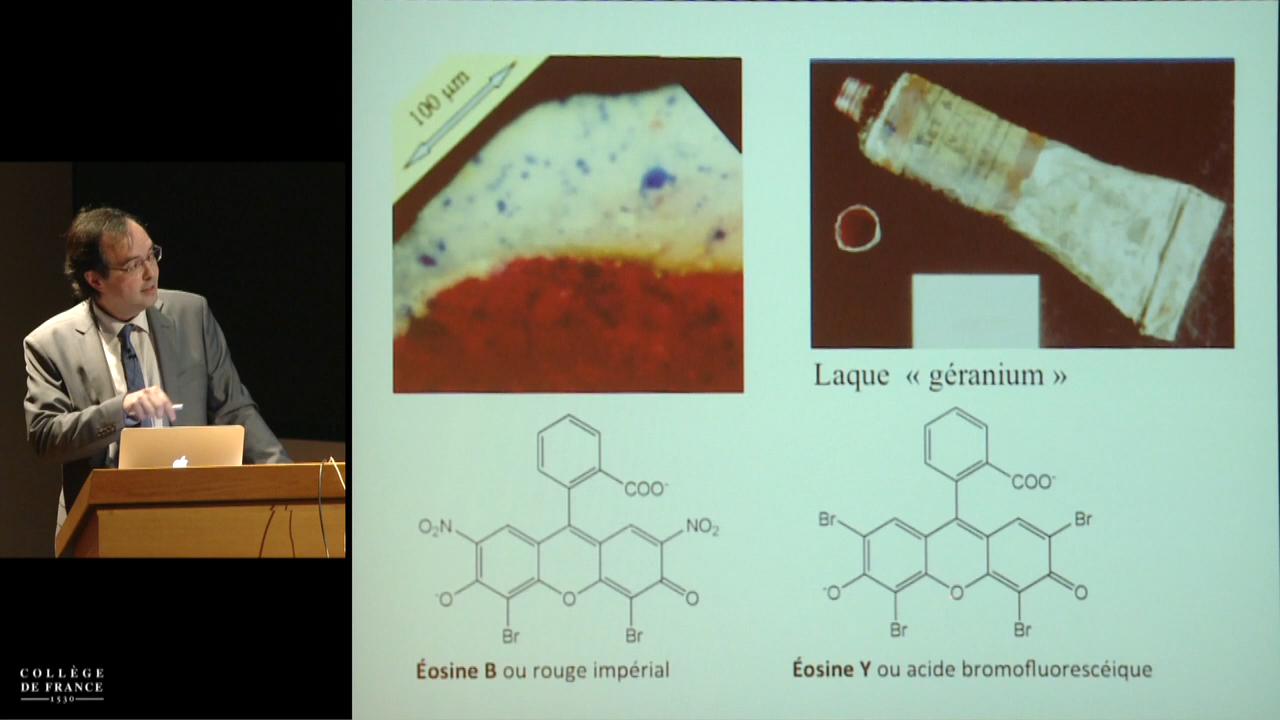 100 µm
Laque « géranium »
COO⁻
O₂N
NO₂
⁻O
O
O
Br
Br
Éosine B ou rouge impérial
COO⁻
Br
Br
⁻O
O
O
Br
Br
Éosine Y ou acide bromofluorescéique
COLLÈGE
DE FRANCE
1530